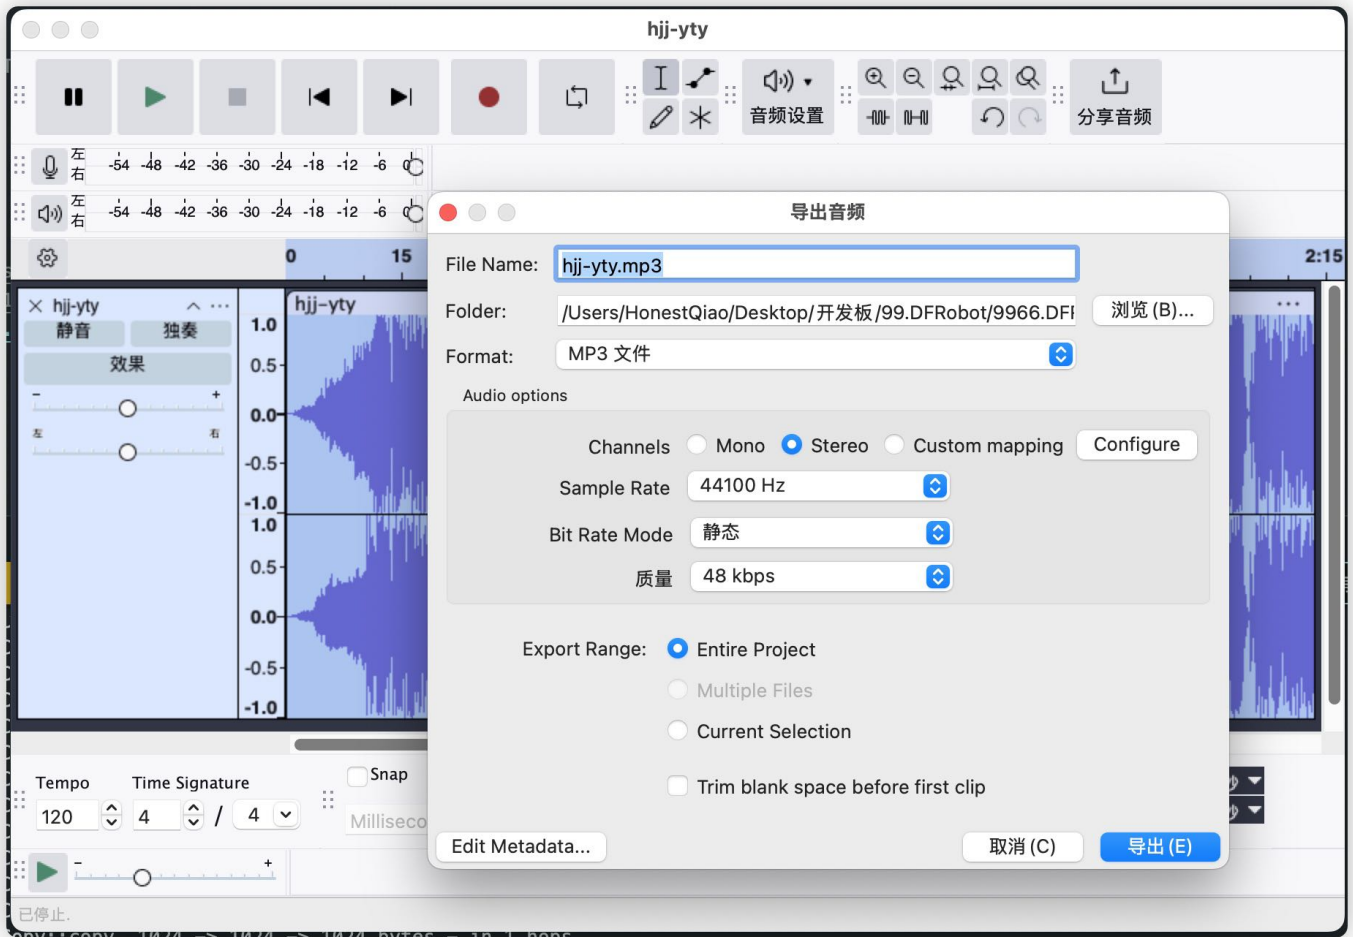 hjj-yty
音频设置
分享音频
左
右
-54 -48 -42 -36 -30 -24 -18 -12 -6 0
左
右
-54 -48 -42 -36 -30 -24 -18 -12 -6 0
导出音频
0 15
2:15
File Name: hjj-yty.mp3
hjj-yty
hjj-yty
Folder: /Users/HonestQiao/Desktop/开发板/99.DFRobot/9966.DFI
浏览 (B)...
静音 独奏
1.0
Format: MP3 文件
效果
0.5
Audio options
- +
0.0
左 右
Channels Mono Stereo Custom mapping Configure
-0.5
Sample Rate 44100 Hz
-1.0
1.0
Bit Rate Mode 静态
0.5
质量 48 kbps
0.0
Export Range: Entire Project
-0.5
Multiple Files
-1.0
Current Selection
Tempo Time Signature Snap
Trim blank space before first clip
120 4 / 4 Milliseco
Edit Metadata... 取消 (C) 导出 (E)
- +
已停止.